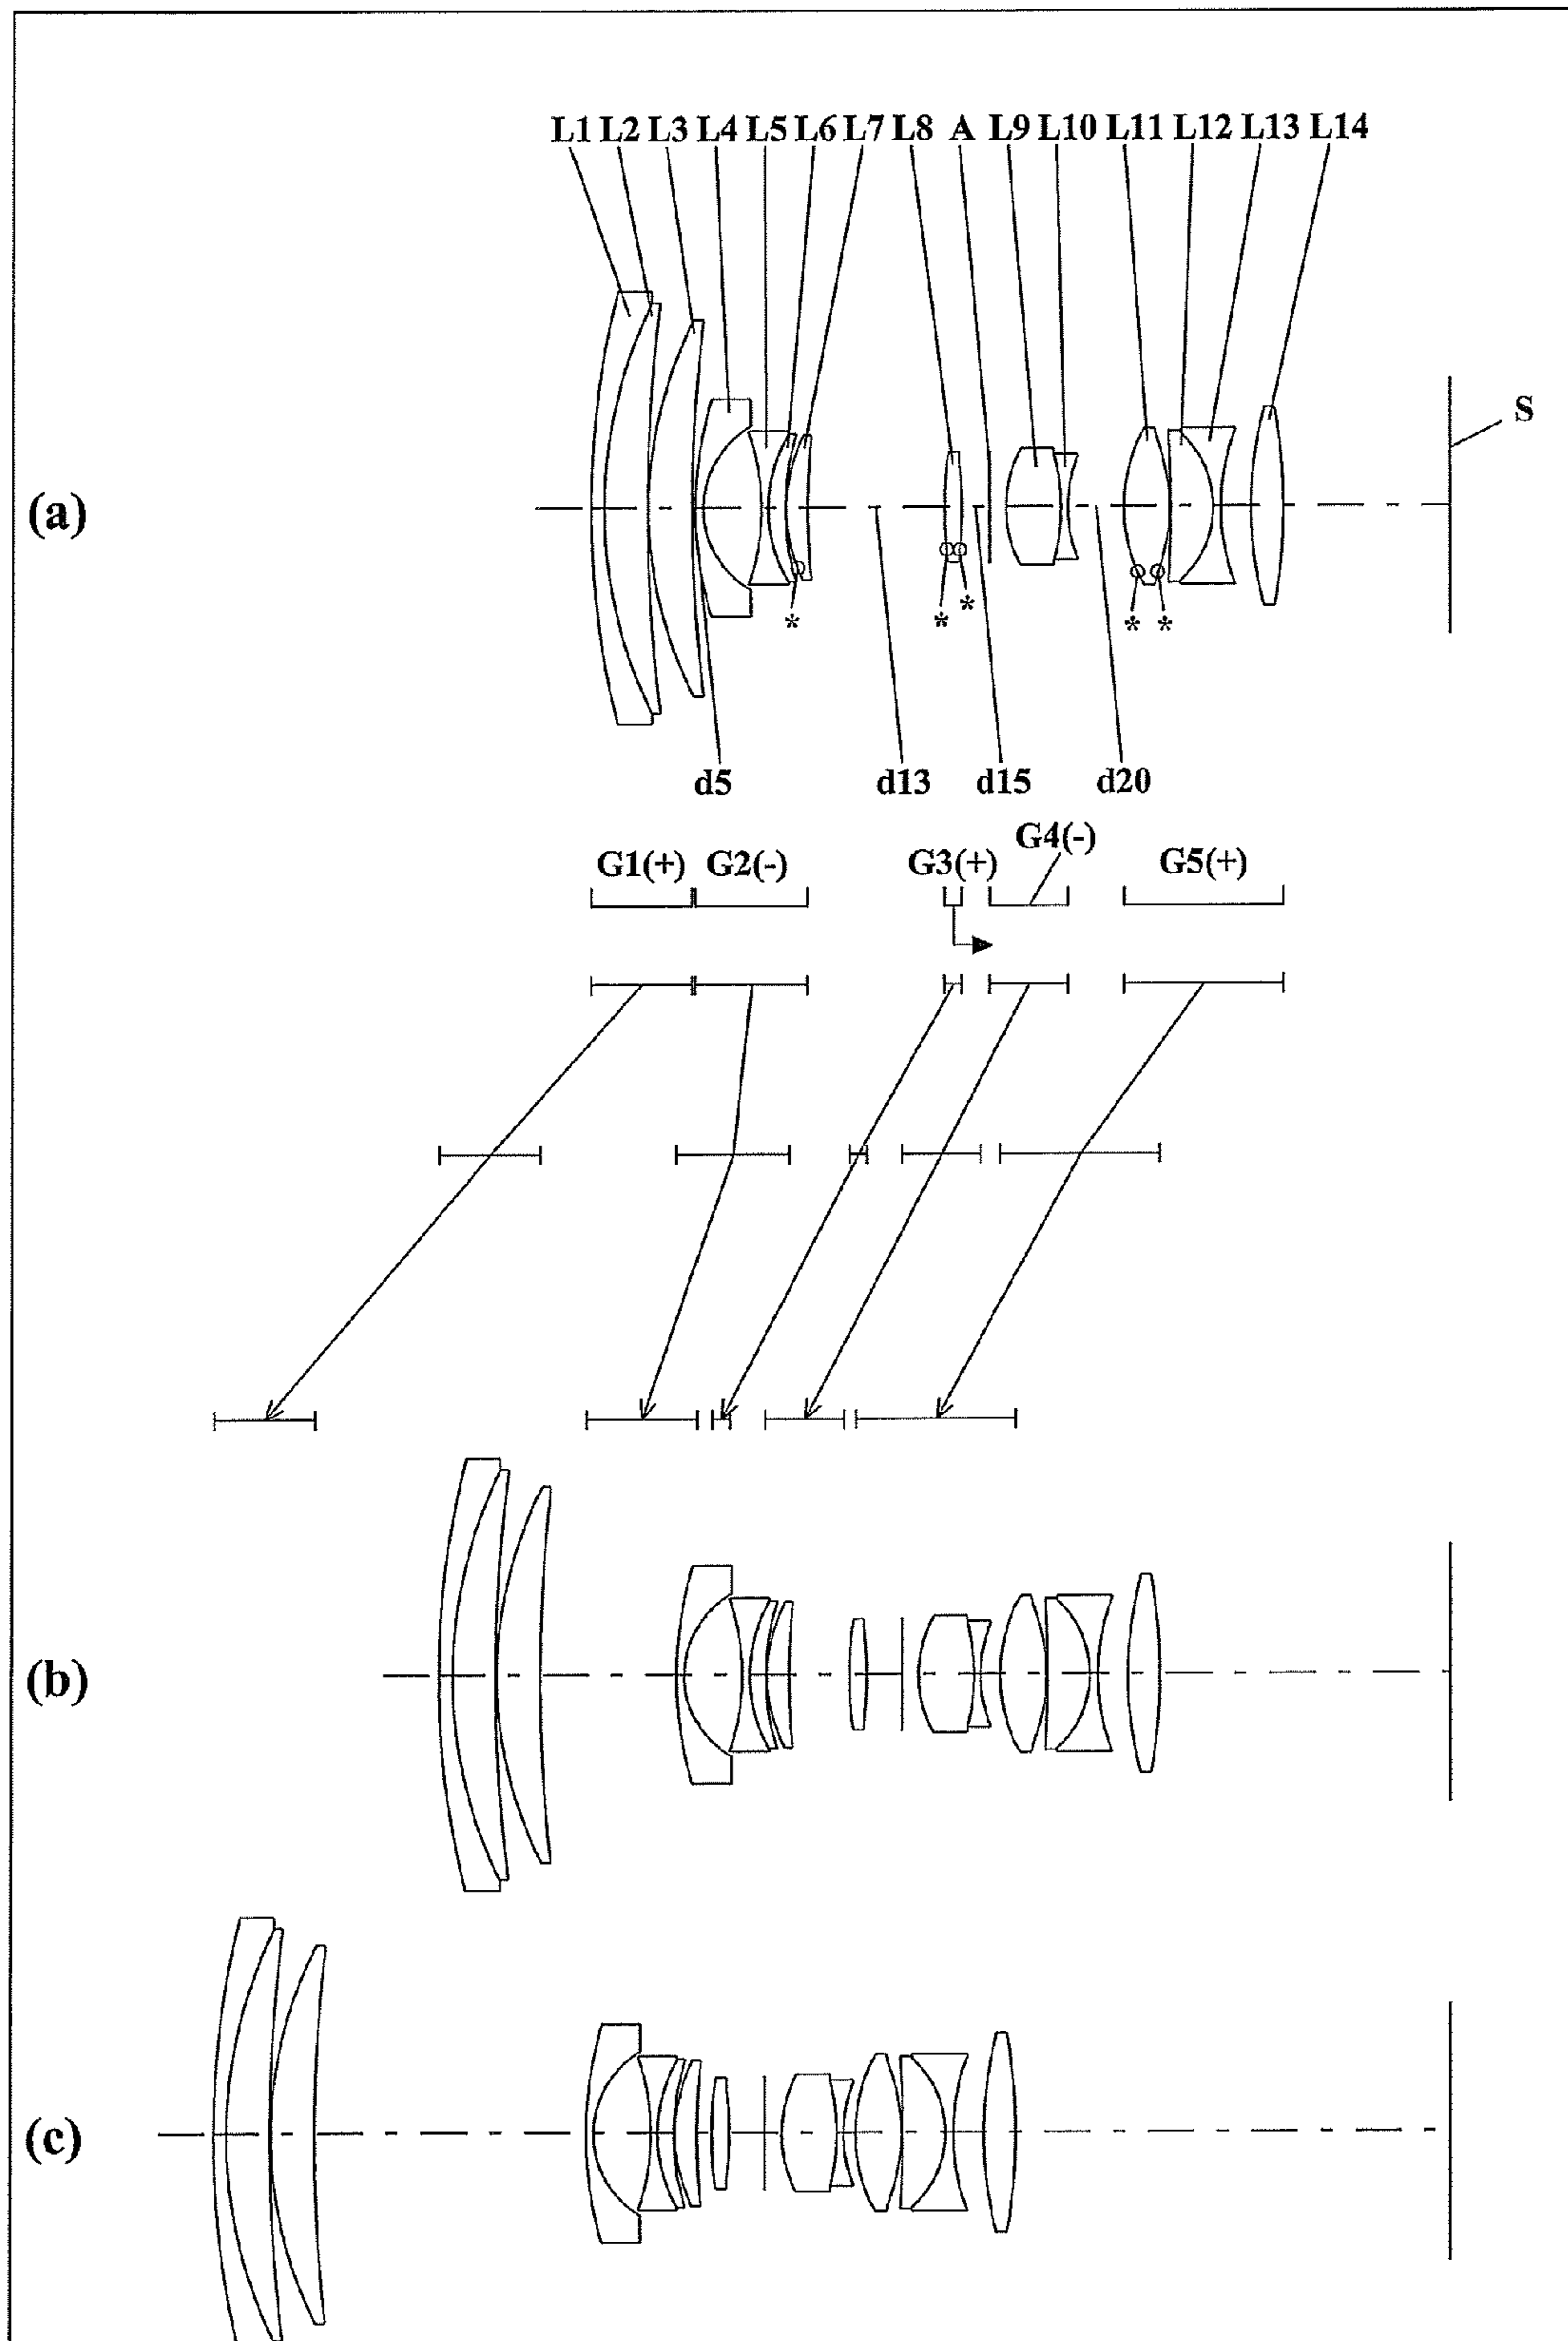 L1 L2 L3 L4 L5 L6 L7 L8 A L9 L10 L11 L12 L13 L14
S
(a)
* * * * *
d5 d13 d15 d20
G1(+) G2(-) G3(+) G4(-) G5(+)
(b)
(c)